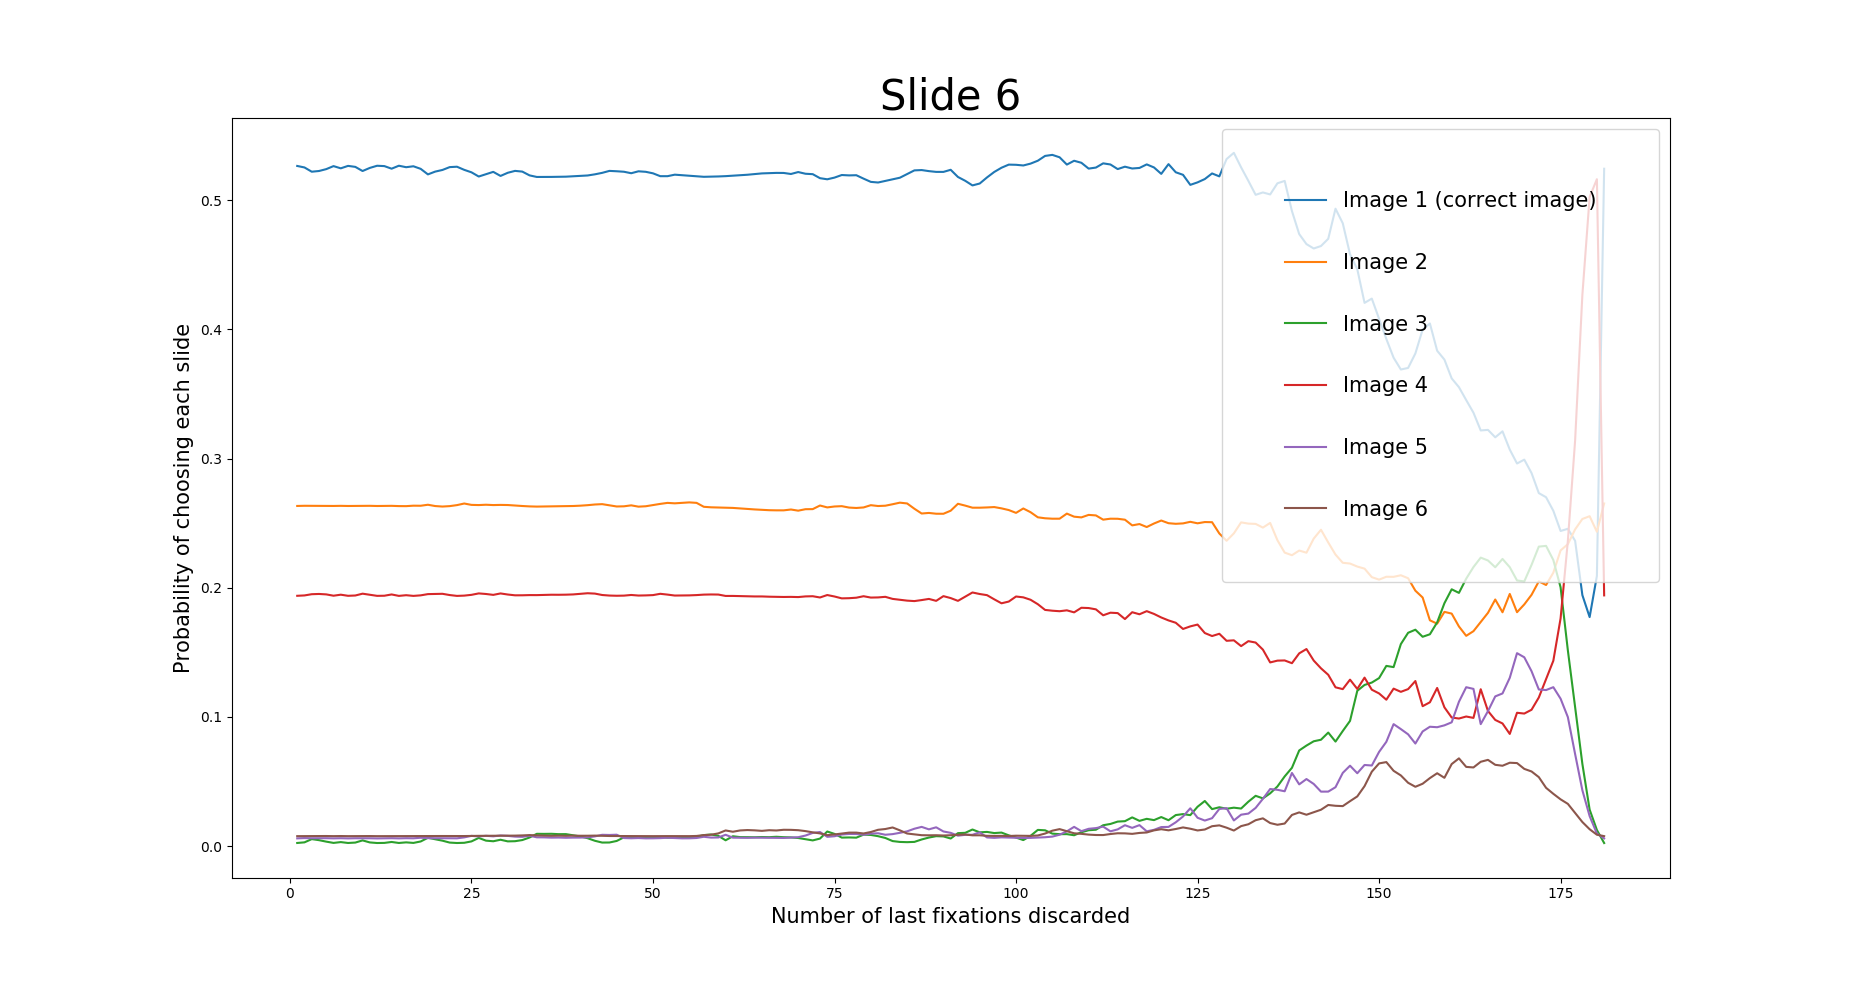 Slide 6
Probability of choosing each slide
0.5
0.4
0.3
0.2
0.1
0.0
Image 1 (correct image)
Image 2
Image 3
Image 4
Image 5
Image 6
0 25 50 75 100 125 150 175
Number of last fixations discarded